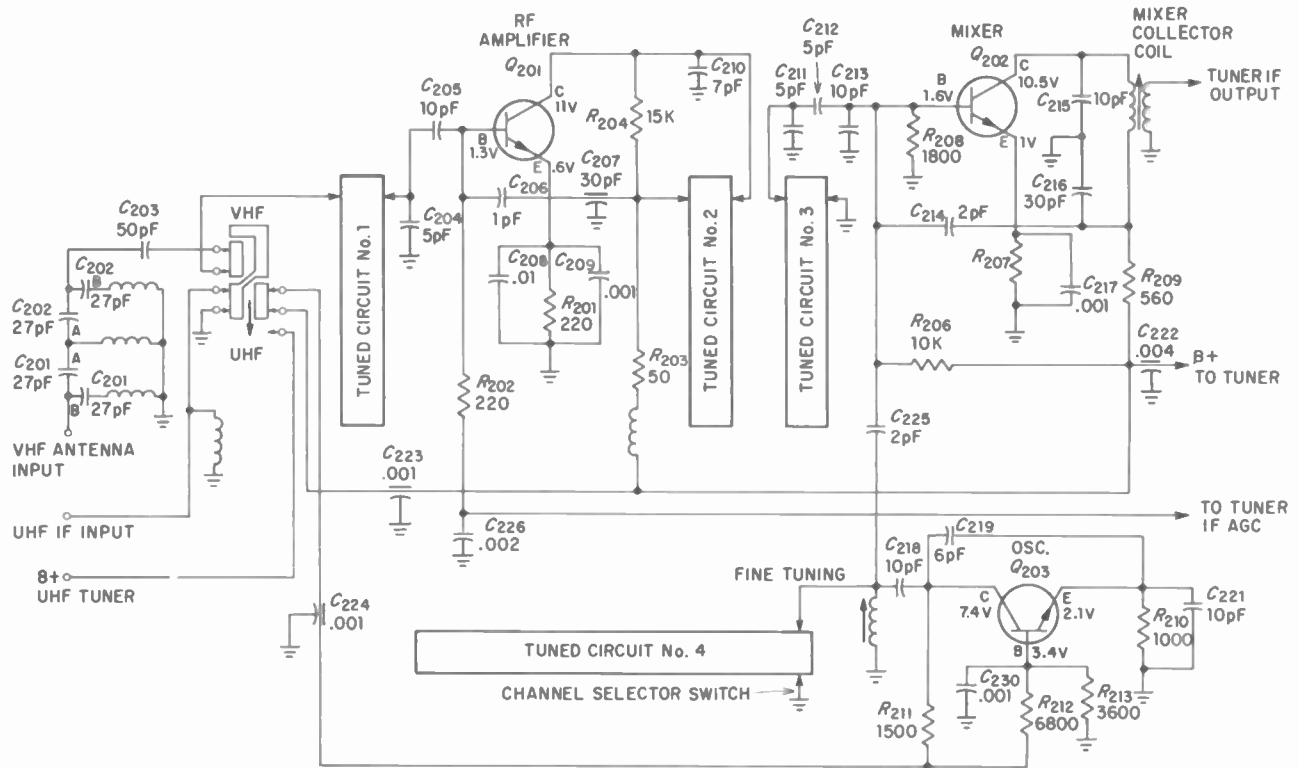 RF
AMPLIFIER
Q201
C205
10pF
C
11V
B
1.3V
E
.6V
R204
15K
C210
7pF
C207
30pF
C206
1pF
C204
5pF
C208
.01
C209
.001
R201
220
R202
220
R203
50
TUNED CIRCUIT No. 1
TUNED CIRCUIT No. 2
TUNED CIRCUIT No. 3
C212
5pF
C211
5pF
C213
10pF
MIXER
Q202
MIXER
COLLECTOR
COIL
B
1.6V
C
10.5V
E
1V
R208
1800
C215
10pF
C216
30pF
TUNER IF
OUTPUT
C214
2pF
R207
C217
.001
R209
560
R206
10K
C222
.004
B+
TO TUNER
C225
2pF
C203
50pF
VHF
C202
B
27pF
C202
27pF
A
UHF
A
C201
27pF
C201
B
27pF
VHF ANTENNA
INPUT
UHF IF INPUT
B+
UHF TUNER
C223
.001
C226
.002
C224
.001
TO TUNER
IF AGC
C219
6pF
C218
10pF
OSC.
Q203
FINE TUNING
C
7.4V
E
2.1V
B
3.4V
C221
10pF
R210
1000
TUNED CIRCUIT No. 4
CHANNEL SELECTOR SWITCH
C230
.001
R211
1500
R212
6800
R213
3600